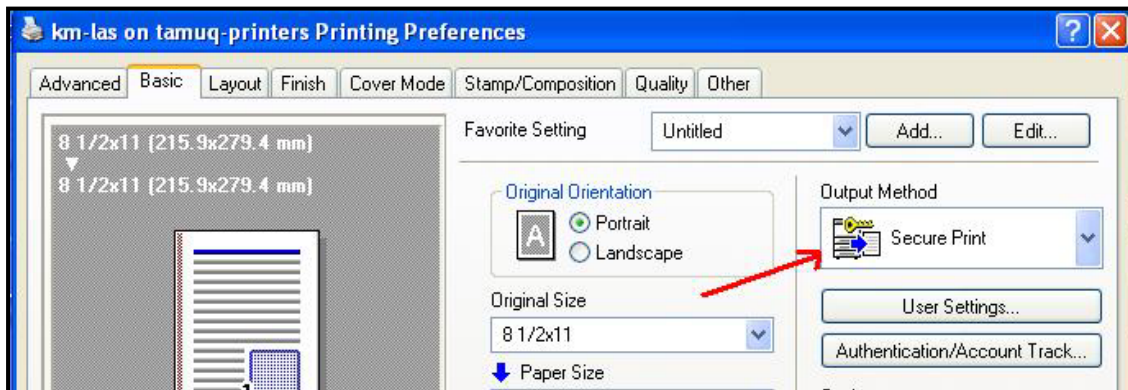 km-las on tamuq-printers Printing Preferences
Advanced Basic Layout Finish Cover Mode Stamp/Composition Quality Other
8 1/2x11 (215.9x279.4 mm)
8 1/2x11 (215.9x279.4 mm)
1
Favorite Setting Untitled Add... Edit...
Original Orientation
A
Portrait
Landscape
Original Size
8 1/2x11
Paper Size
Output Method
Secure Print
User Settings...
Authentication/Account Track...